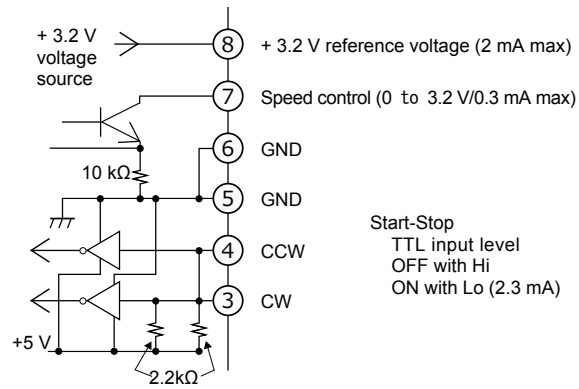 + 3.2 V
voltage
source
8
+ 3.2 V reference voltage (2 mA max)
7
Speed control (0 to 3.2 V/0.3 mA max)
6
GND
10 kΩ
5
GND
4
CCW
3
CW
Start-Stop
TTL input level
OFF with Hi
ON with Lo (2.3 mA)
+5 V
2.2kΩ